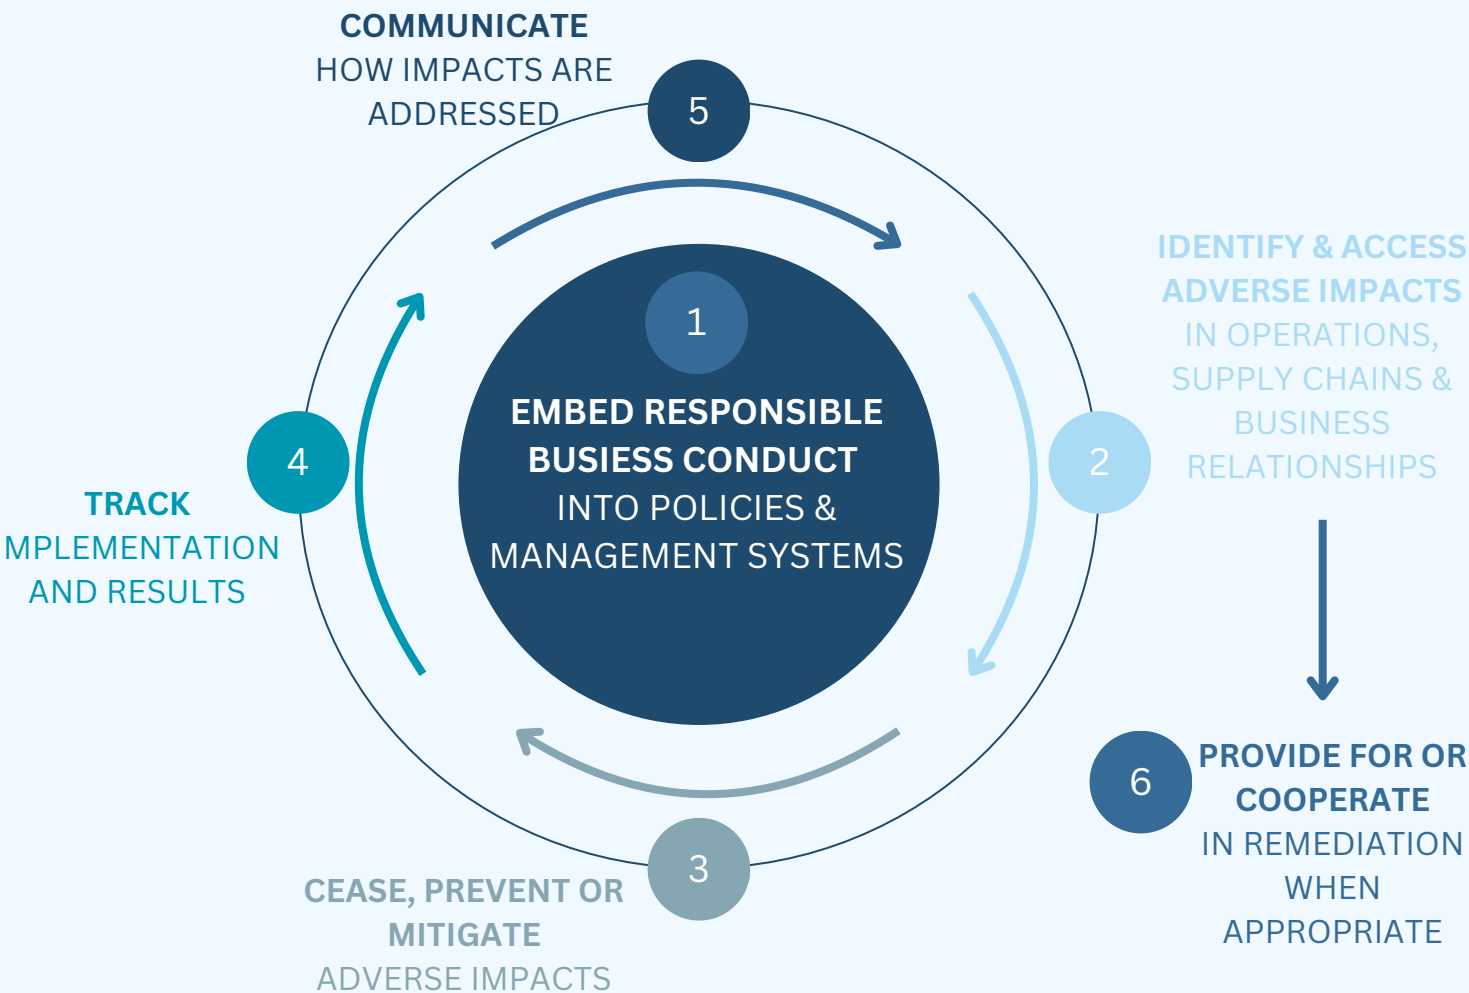 COMMUNICATE
HOW IMPACTS ARE
ADDRESSED
5
1
EMBED RESPONSIBLE
BUSIESS CONDUCT
INTO POLICIES &
MANAGEMENT SYSTEMS
IDENTIFY & ACCESS
ADVERSE IMPACTS
IN OPERATIONS,
SUPPLY CHAINS &
BUSINESS
RELATIONSHIPS
2
4
TRACK
MPLEMENTATION
AND RESULTS
6
PROVIDE FOR OR
COOPERATE
IN REMEDIATION
WHEN
APPROPRIATE
3
CEASE, PREVENT OR
MITIGATE
ADVERSE IMPACTS